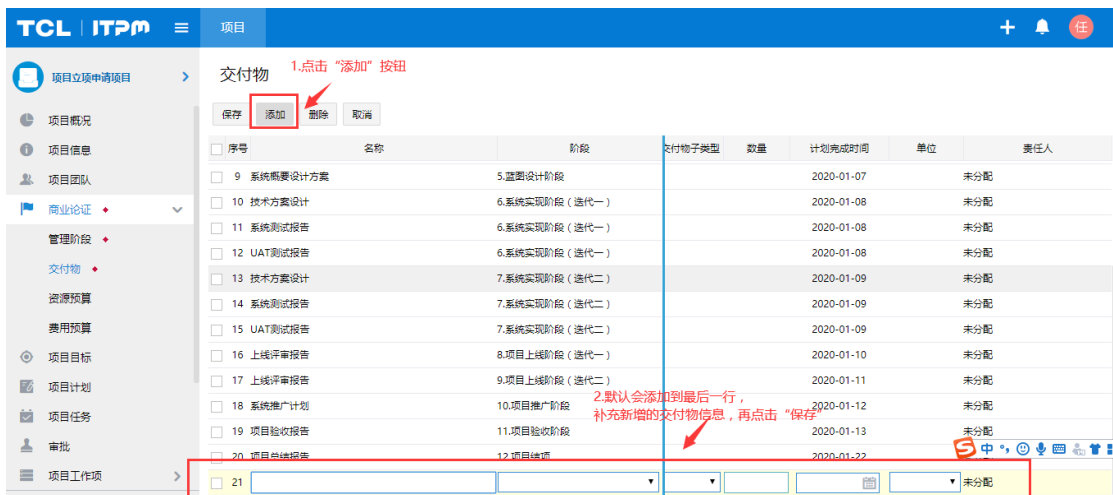 TCL ITPM 项目 任
项目立项申请项目
交付物
1.点击“添加”按钮
保存 添加 删除 取消
项目概况
项目信息
项目团队
商业论证
管理阶段
交付物
资源预算
费用预算
项目目标
项目计划
项目任务
审批
项目工作项
序号 名称 阶段 交付物子类型 数量 计划完成时间 单位 责任人
9 系统概要设计方案 5.蓝图设计阶段 2020-01-07 未分配
10 技术方案设计 6.系统实现阶段（迭代一） 2020-01-08 未分配
11 系统测试报告 6.系统实现阶段（迭代一） 2020-01-08 未分配
12 UAT测试报告 6.系统实现阶段（迭代一） 2020-01-08 未分配
13 技术方案设计 7.系统实现阶段（迭代二） 2020-01-09 未分配
14 系统测试报告 7.系统实现阶段（迭代二） 2020-01-09 未分配
15 UAT测试报告 7.系统实现阶段（迭代二） 2020-01-09 未分配
16 上线评审报告 8.项目上线阶段（迭代一） 2020-01-10 未分配
17 上线评审报告 9.项目上线阶段（迭代二） 2020-01-11 未分配
2.默认会添加到最后一行，
补充新增的交付物信息，再点击“保存”
18 系统推广计划 10.项目推广阶段 2020-01-12 未分配
19 项目验收报告 11.项目验收阶段 2020-01-13 未分配
20 项目总结报告 12.项目结项 2020-01-22
中
21 未分配